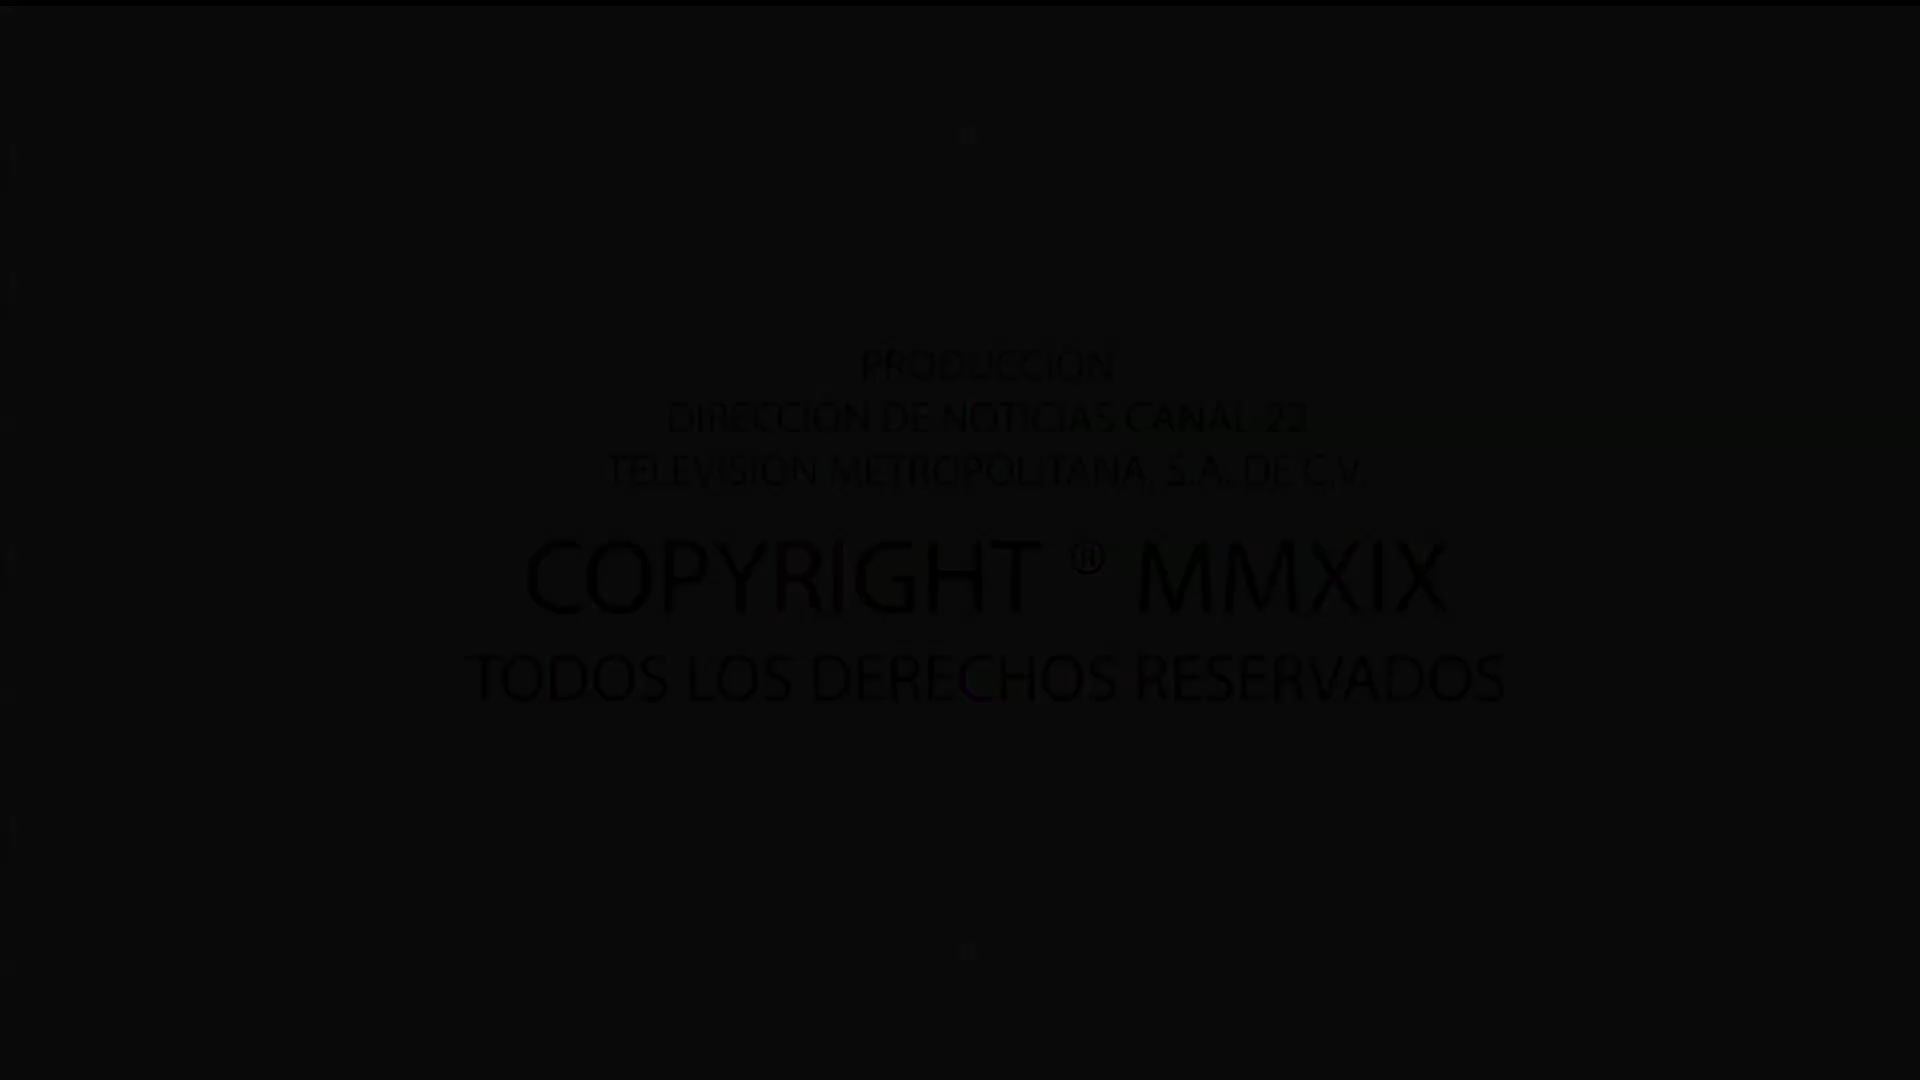 PRODUCCIÓN
DIRECCIÓN DE NOTICIAS CANAL 22
TELEVISIÓN METROPOLITANA, S.A. DE C.V.
COPYRIGHT ® MMXIX
TODOS LOS DERECHOS RESERVADOS